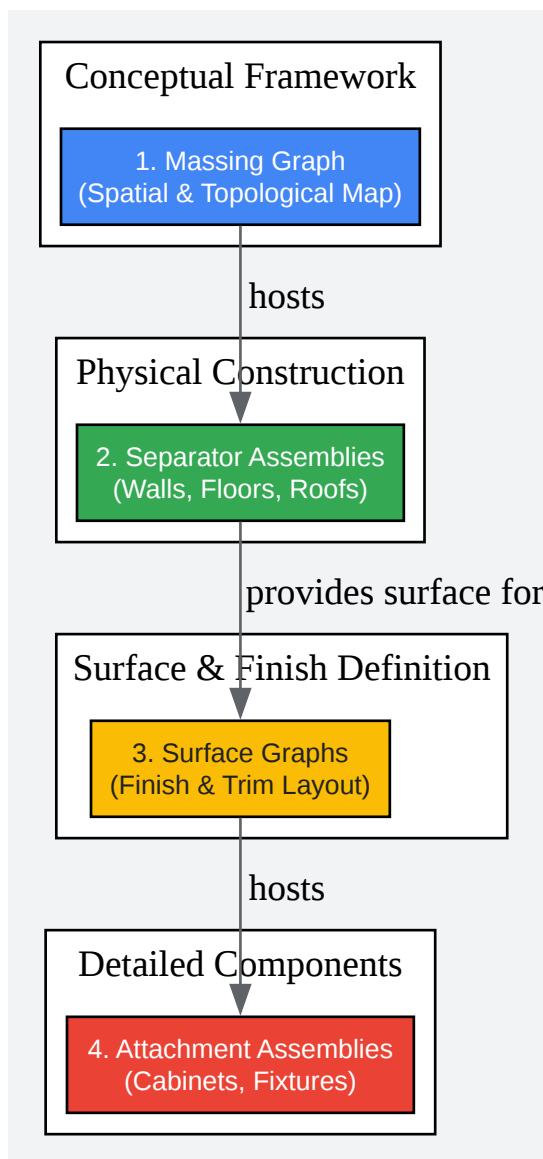 Conceptual Framework
1. Massing Graph
(Spatial & Topological Map)
hosts
Physical Construction
2. Separator Assemblies
(Walls, Floors, Roofs)
provides surface for
Surface & Finish Definition
3. Surface Graphs
(Finish & Trim Layout)
hosts
Detailed Components
4. Attachment Assemblies
(Cabinets, Fixtures)